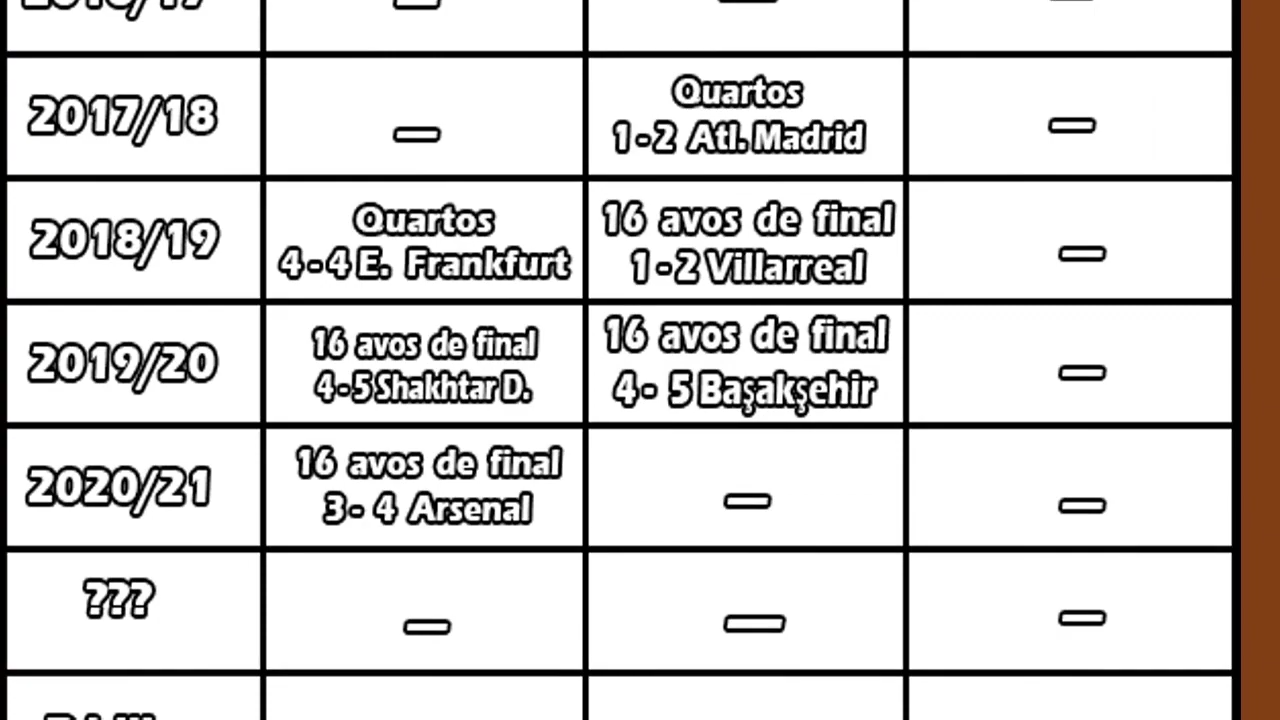 2017/18
–
Quartos
1-2 Atl. Madrid
–
2018/19
Quartos
4-4 E. Frankfurt
16 avos de final
1-2 Villarreal
–
2019/20
16 avos de final
4-5 Shakhtar D.
16 avos de final
4- 5 Başakşehir
–
2020/21
16 avos de final
3- 4 Arsenal
–
–
???
–
–
–